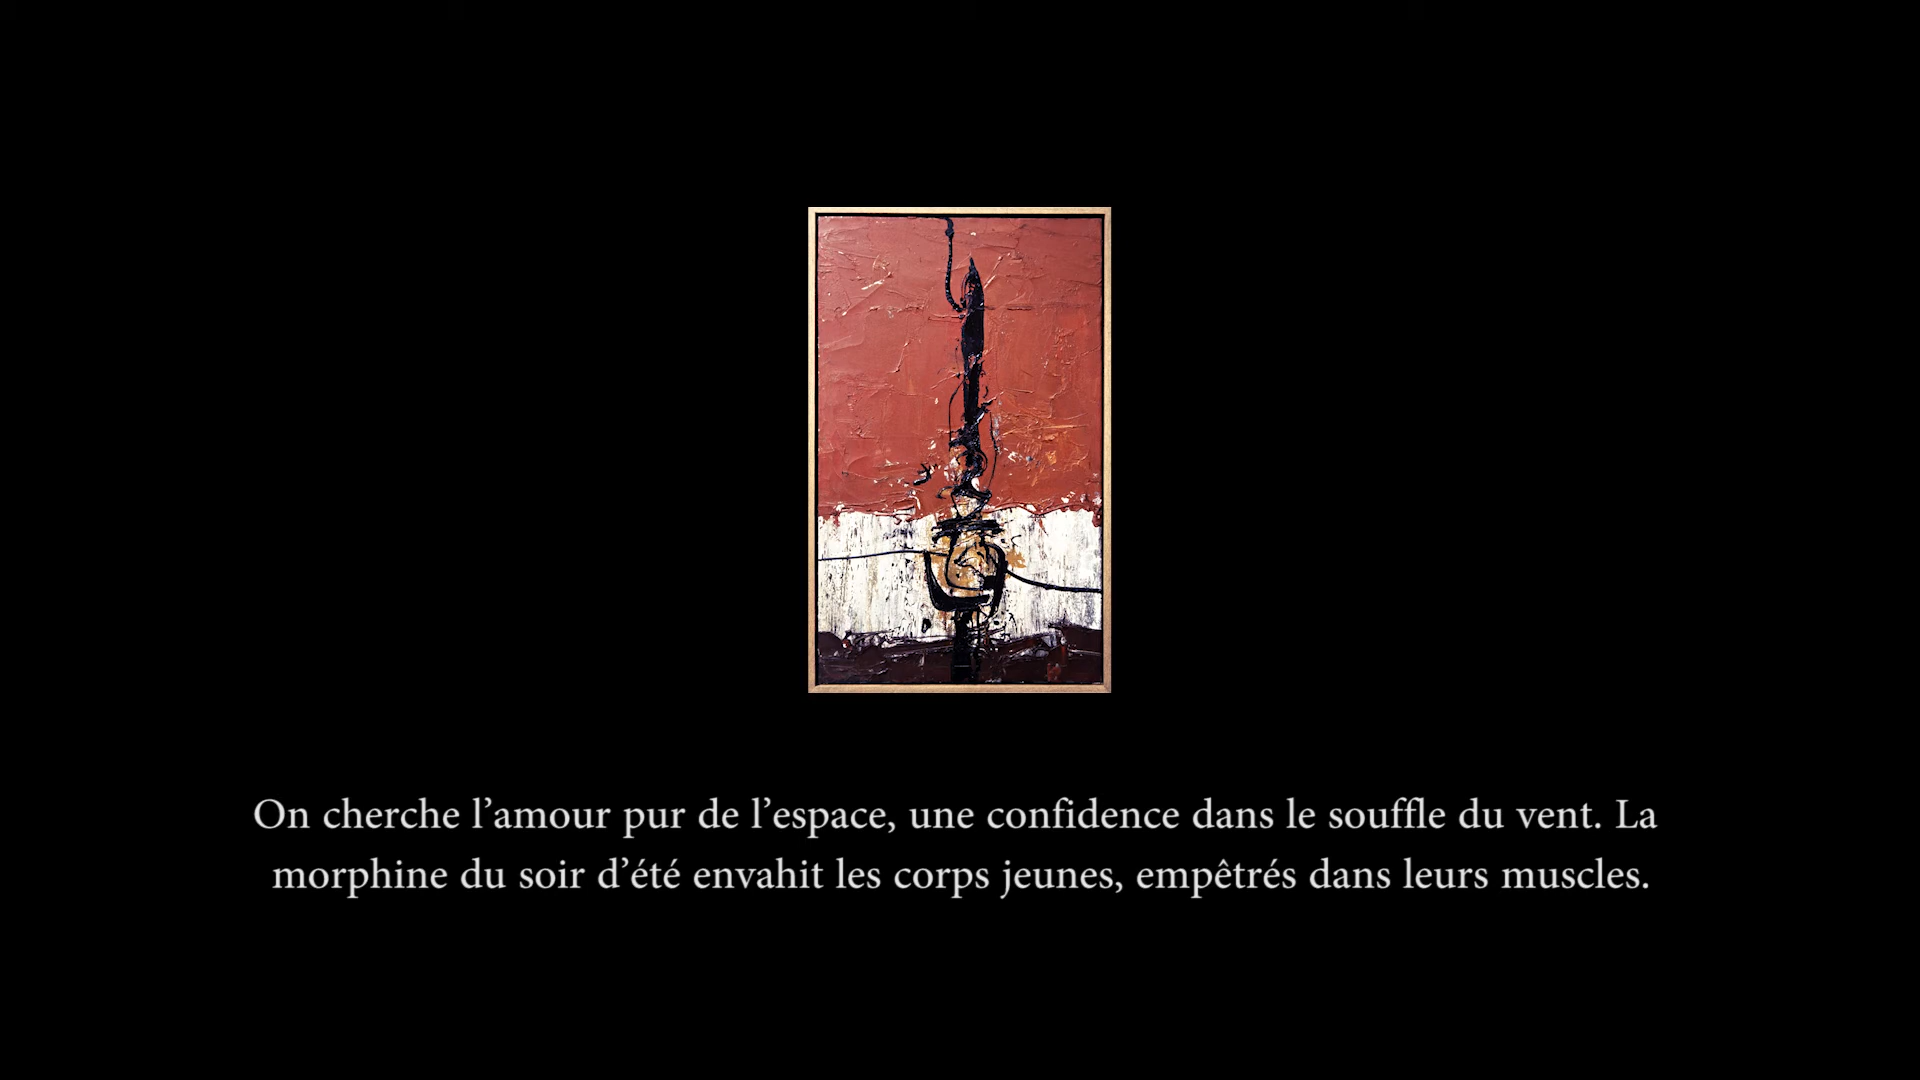 On cherche l’amour pur de l’espace, une confidence dans le souffle du vent. La
morphine du soir d’été envahit les corps jeunes, empêtrés dans leurs muscles.